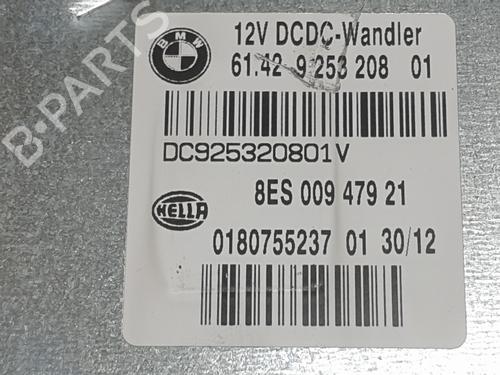 BMW
12V DCDC-Wandler
61.42 9 253 208 01
DC925320801V
8ES 009 479 21
HELLA
0180755237 01 30/12
B-PARTS